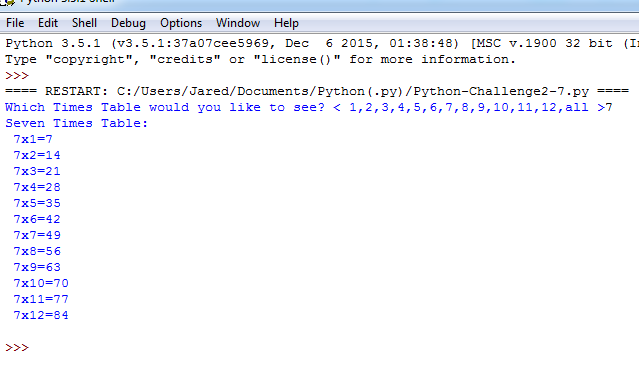 File Edit Shell Debug Options Window Help
Python 3.5.1 (v3.5.1:37a07cee5969, Dec  6 2015, 01:38:48) [MSC v.1900 32 bit (In
Type "copyright", "credits" or "license()" for more information.
>>>
==== RESTART: C:/Users/Jared/Documents/Python(.py)/Python-Challenge2-7.py ====
Which Times Table would you like to see? < 1,2,3,4,5,6,7,8,9,10,11,12,all >7
Seven Times Table:
7x1=7
7x2=14
7x3=21
7x4=28
7x5=35
7x6=42
7x7=49
7x8=56
7x9=63
7x10=70
7x11=77
7x12=84
>>>